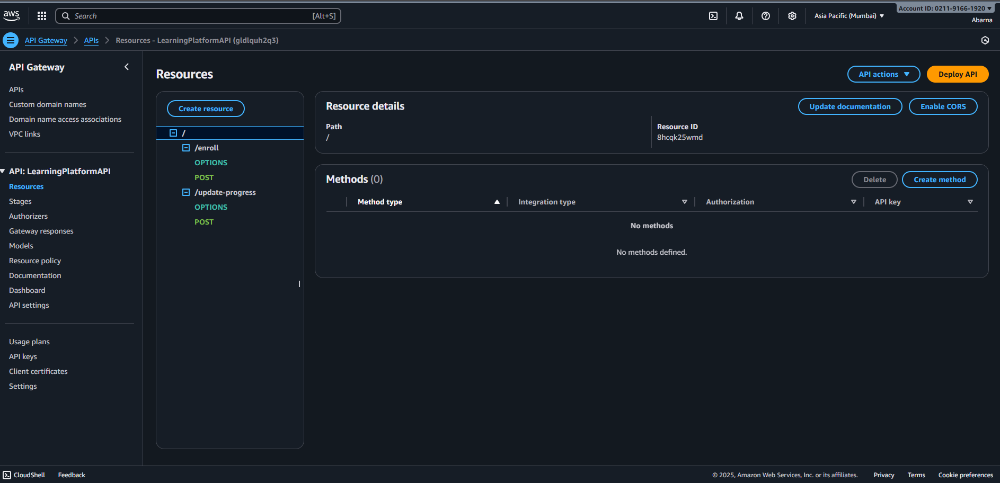 aws
Search
[Alt+S]
Asia Pacific (Mumbai)
Account ID: 0211-9166-1920
Abarna
API Gateway
APIs
Resources - LearningPlatformAPI (gldlquh2q3)
API Gateway
APIs
Custom domain names
Domain name access associations
VPC links
API: LearningPlatformAPI
Resources
Stages
Authorizers
Gateway responses
Models
Resource policy
Documentation
Dashboard
API settings
Usage plans
API keys
Client certificates
Settings
Resources
API actions
Deploy API
Create resource
/
/enroll
OPTIONS
POST
/update-progress
OPTIONS
POST
Resource details
Update documentation
Enable CORS
Path
/
Resource ID
8hcqk25wmd
Methods (0)
Delete
Create method
Method type
Integration type
Authorization
API key
No methods
No methods defined.
CloudShell
Feedback
© 2025, Amazon Web Services, Inc. or its affiliates.
Privacy
Terms
Cookie preferences